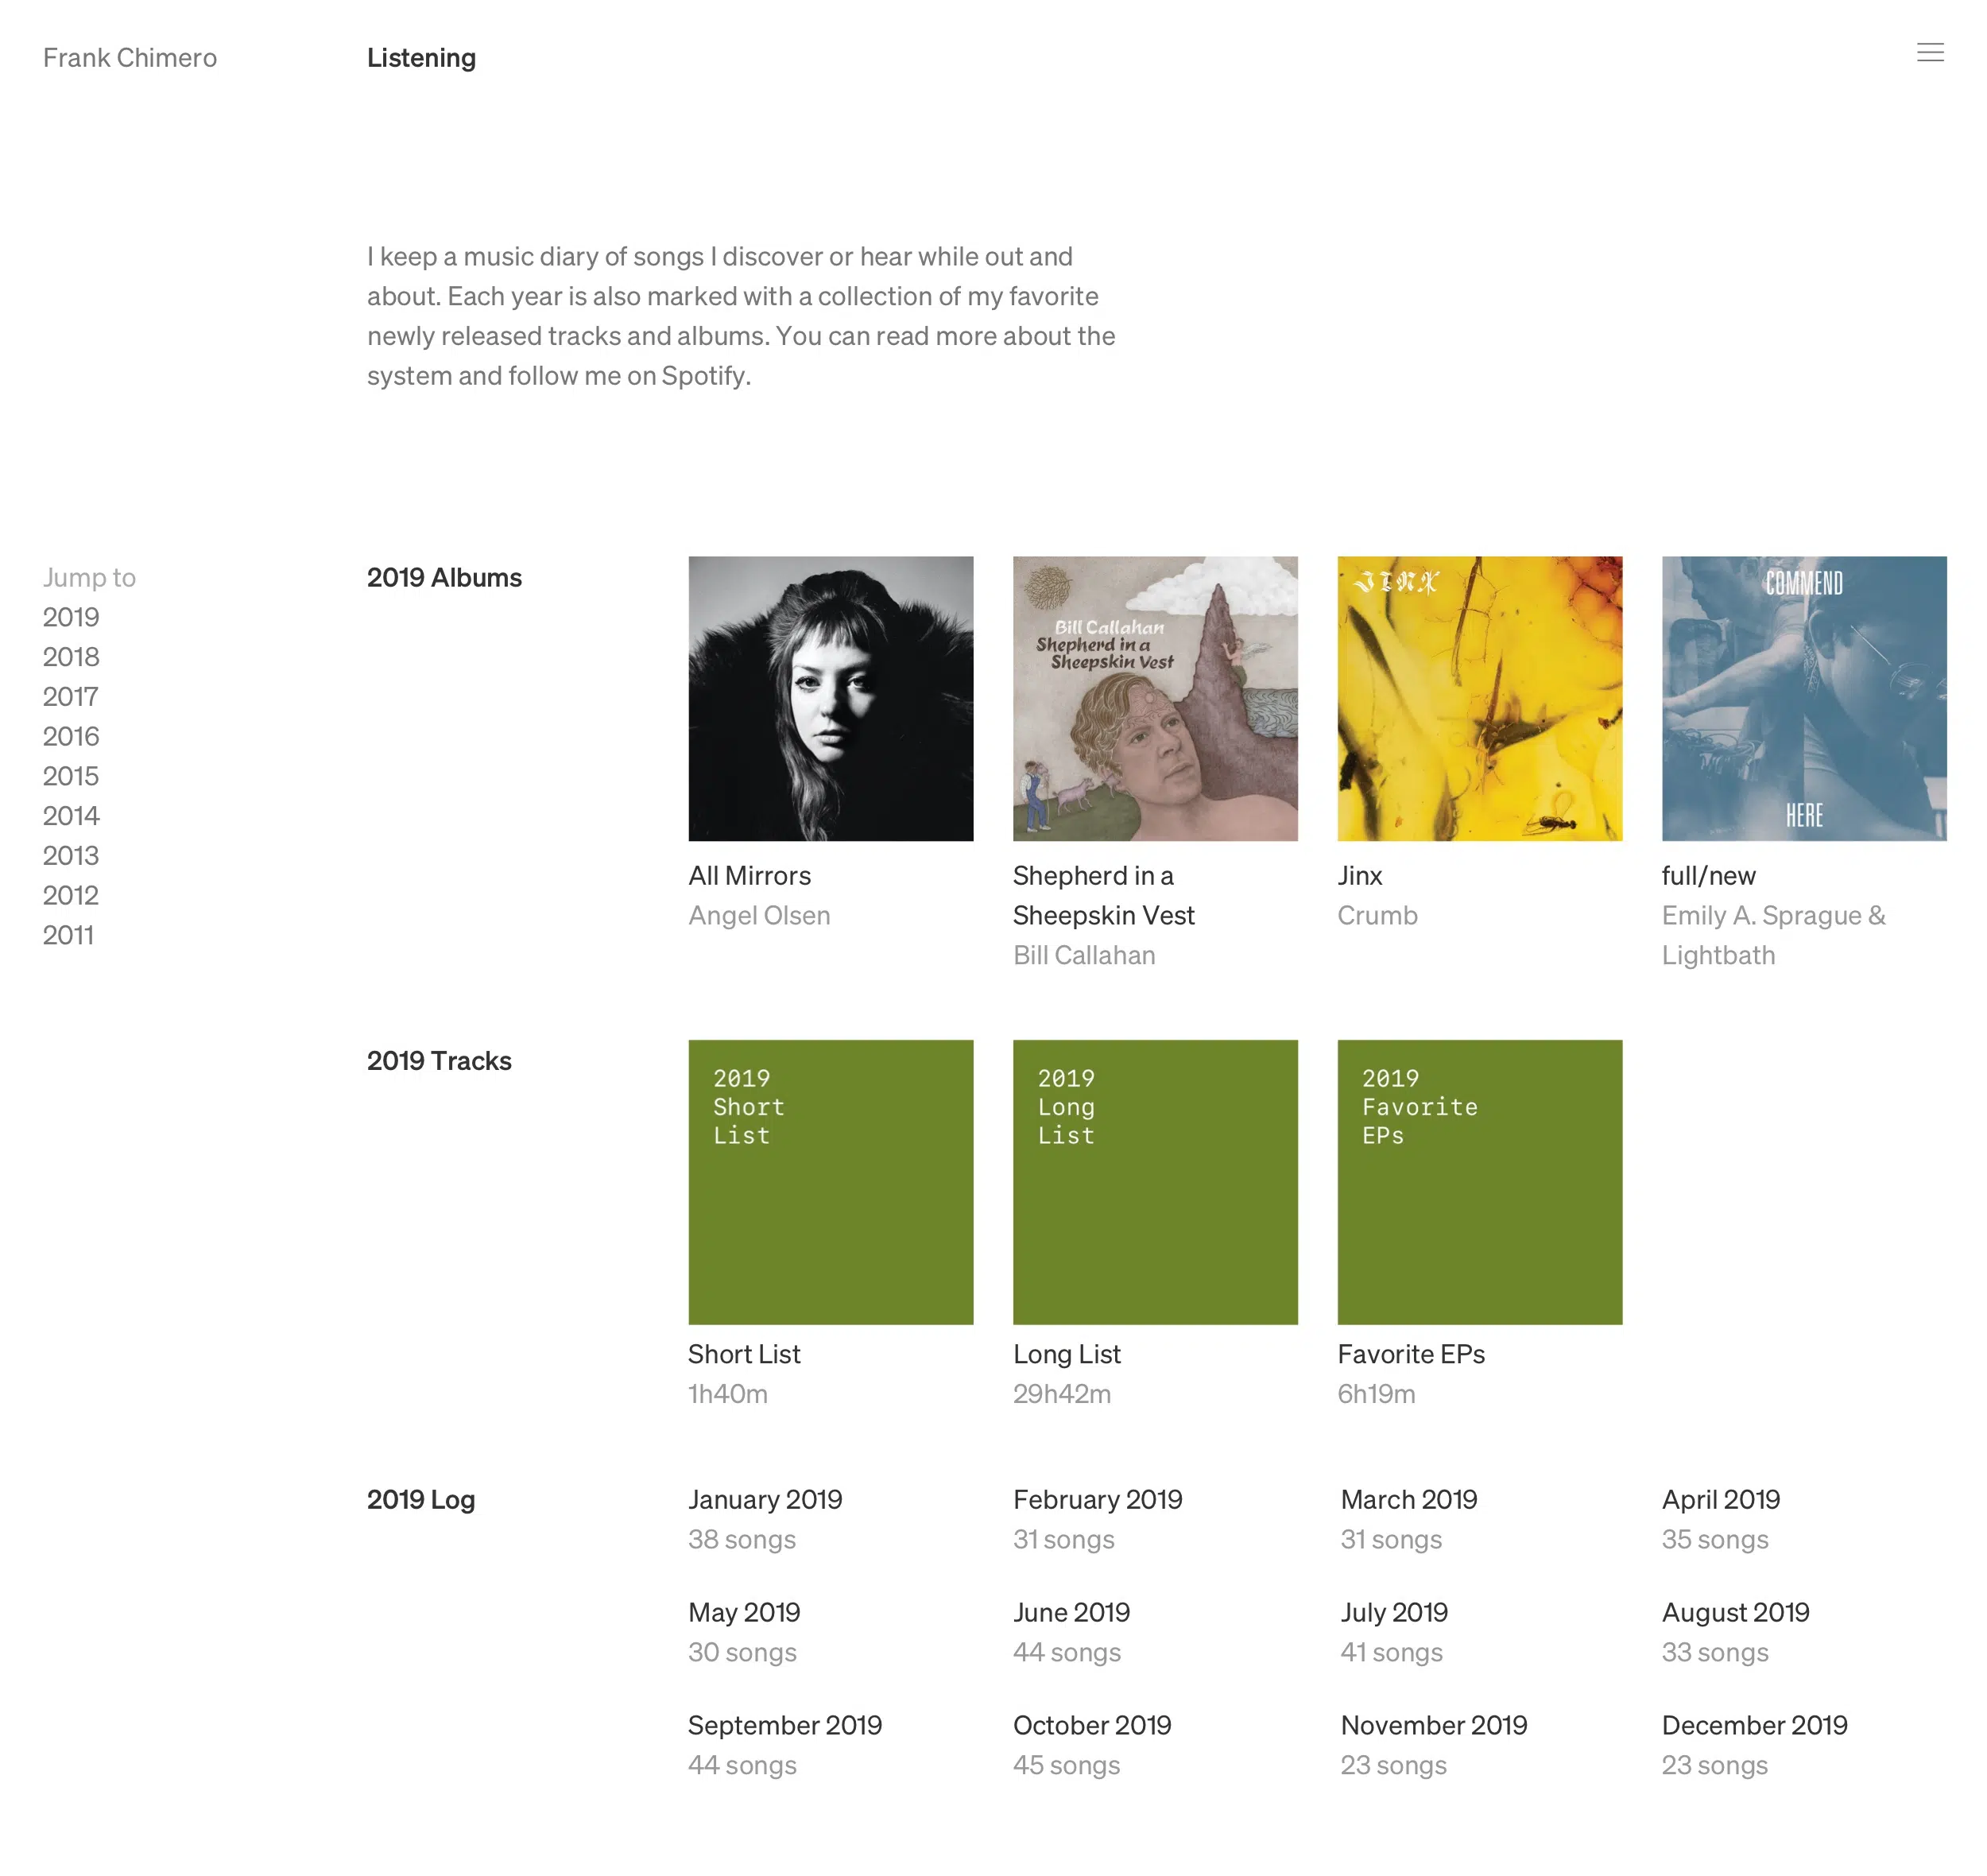 Frank Chimero
Listening
I keep a music diary of songs I discover or hear while out and
about. Each year is also marked with a collection of my favorite
newly released tracks and albums. You can read more about the
system and follow me on Spotify.
Jump to
2019
2018
2017
2016
2015
2014
2013
2012
2011
2019 Albums
Bill Callahan
Shepherd in a
Sheepskin Vest
JINX
COMMEND
HERE
All Mirrors
Angel Olsen
Shepherd in a
Sheepskin Vest
Bill Callahan
Jinx
Crumb
full/new
Emily A. Sprague &
Lightbath
2019 Tracks
2019
Short
List
2019
Long
List
2019
Favorite
EPs
Short List
1h40m
Long List
29h42m
Favorite EPs
6h19m
2019 Log
January 2019
38 songs
February 2019
31 songs
March 2019
31 songs
April 2019
35 songs
May 2019
30 songs
June 2019
44 songs
July 2019
41 songs
August 2019
33 songs
September 2019
44 songs
October 2019
45 songs
November 2019
23 songs
December 2019
23 songs